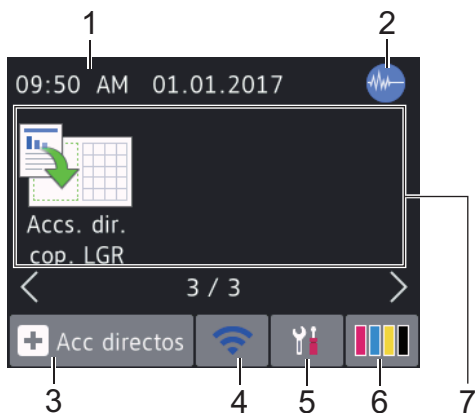 1 2
09:50 AM 01.01.2017
Accs. dir.
cop. LGR
3 / 3
Acc directos
3 4 5 6 7